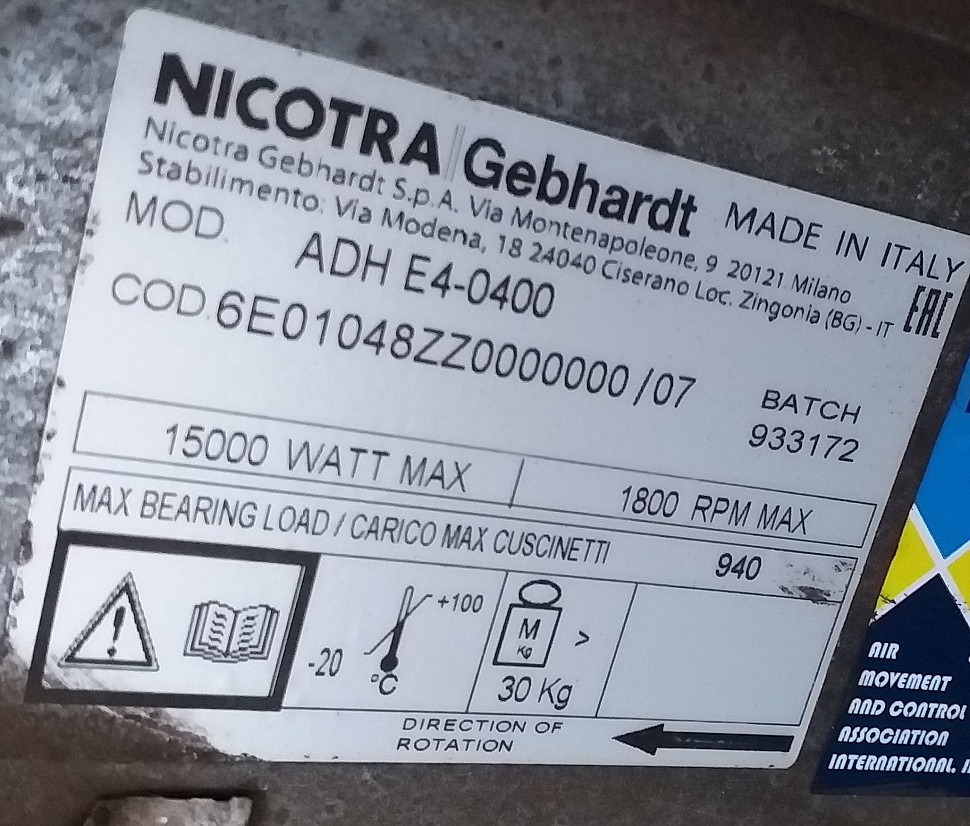 NICOTRA Gebhardt MADE IN ITALY
Nicotra Gebhardt S.p.A. Via Montenapoleone, 9 20121 Milano
Stabilimento: Via Modena, 18 24040 Ciserano Loc. Zingonia (BG) - IT
EAC
MOD. ADH E4-0400
COD. 6E01048ZZ0000000/07
BATCH
933172
15000 WATT MAX
1800 RPM MAX
MAX BEARING LOAD / CARICO MAX CUSCINETTI 940
-20 +100
°C
M
Kg
>
30 Kg
DIRECTION OF
ROTATION
AIR
MOVEMENT
AND CONTROL
ASSOCIATION
INTERNATIONAL, I